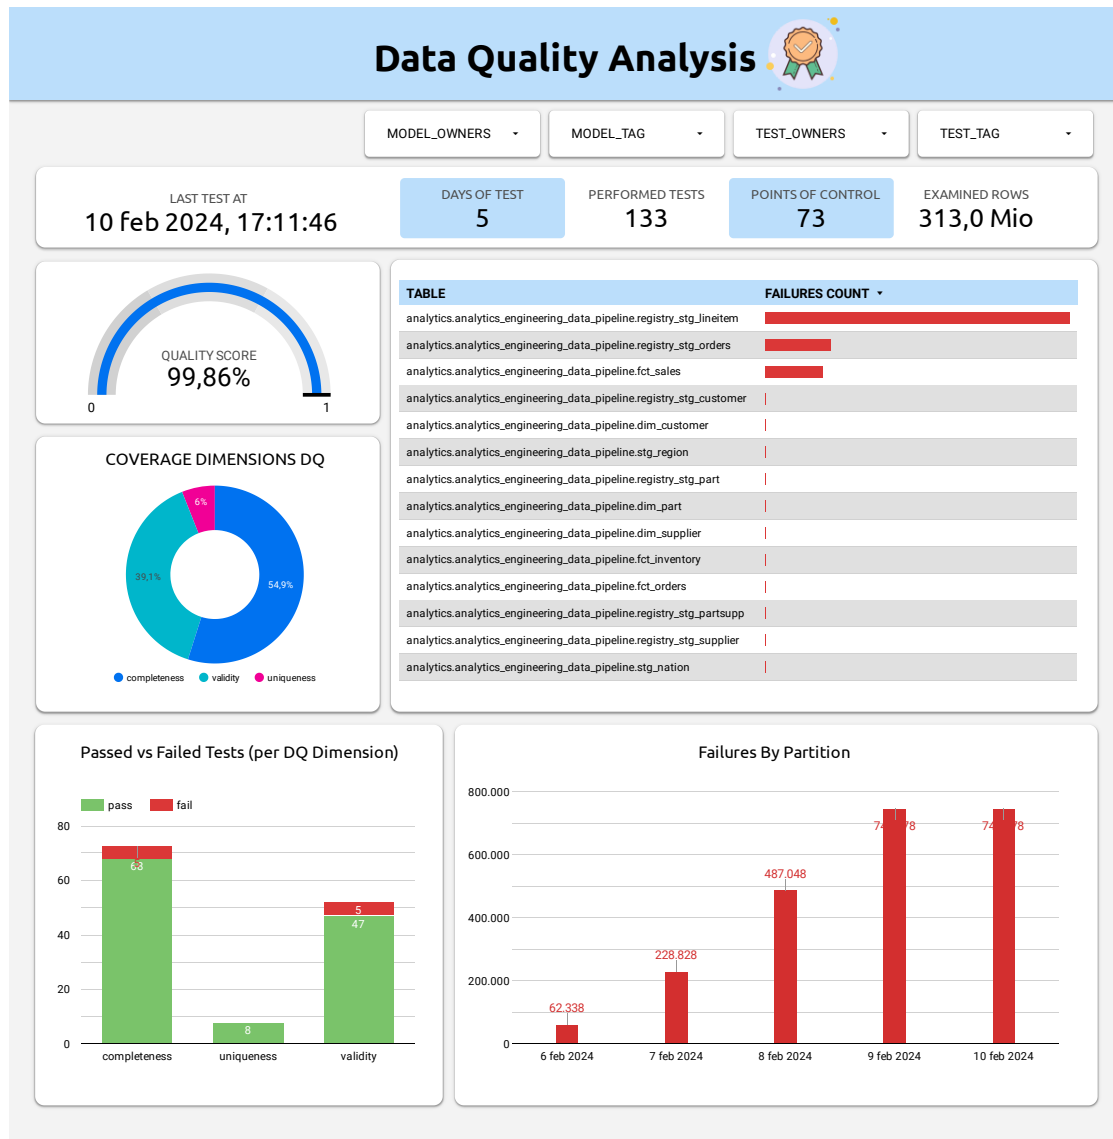 Data Quality Analysis
MODEL_OWNERS
MODEL_TAG
TEST_OWNERS
TEST_TAG
LAST TEST AT
10 feb 2024, 17:11:46
DAYS OF TEST
5
PERFORMED TESTS
133
POINTS OF CONTROL
73
EXAMINED ROWS
313,0 Mio
QUALITY SCORE
99,86%
0
1
TABLE FAILURES COUNT
analytics.analytics_engineering_data_pipeline.registry_stg_lineitem
analytics.analytics_engineering_data_pipeline.registry_stg_orders
analytics.analytics_engineering_data_pipeline.fct_sales
analytics.analytics_engineering_data_pipeline.registry_stg_customer
analytics.analytics_engineering_data_pipeline.dim_customer
analytics.analytics_engineering_data_pipeline.stg_region
analytics.analytics_engineering_data_pipeline.registry_stg_part
analytics.analytics_engineering_data_pipeline.dim_part
analytics.analytics_engineering_data_pipeline.dim_supplier
analytics.analytics_engineering_data_pipeline.fct_inventory
analytics.analytics_engineering_data_pipeline.fct_orders
analytics.analytics_engineering_data_pipeline.registry_stg_partsupp
analytics.analytics_engineering_data_pipeline.registry_stg_supplier
analytics.analytics_engineering_data_pipeline.stg_nation
COVERAGE DIMENSIONS DQ
6%
39,1%
54,9%
completeness validity uniqueness
Passed vs Failed Tests (per DQ Dimension)
pass fail
80
60
40
20
0
68
8
5
47
completeness uniqueness validity
Failures By Partition
800.000
600.000
400.000
200.000
0
62.338
228.828
487.048
6 feb 2024 7 feb 2024 8 feb 2024 9 feb 2024 10 feb 2024